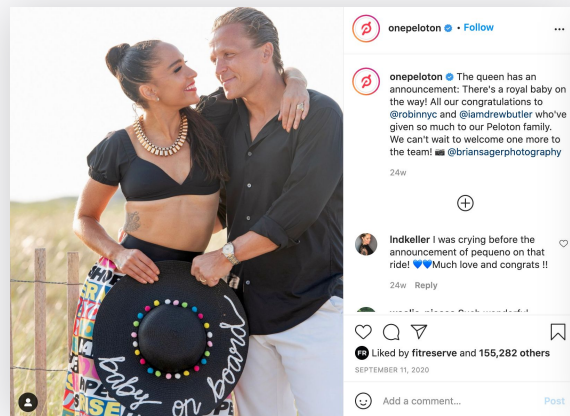 onepeloton • Follow
onepeloton The queen has an
announcement: There's a royal baby on
the way! All our congratulations to
@robinnyc and @iamdrewbutler who've
given so much to our Peloton family.
We can't wait to welcome one more to
the team! 📷 @briansagerphotography
24w
lndkeller I was crying before the
announcement of pequeno on that
ride! 💙💙Much love and congrats !!
24w Reply
FR Liked by fitreserve and 155,282 others
SEPTEMBER 11, 2020
Add a comment...
Post
baby
on board